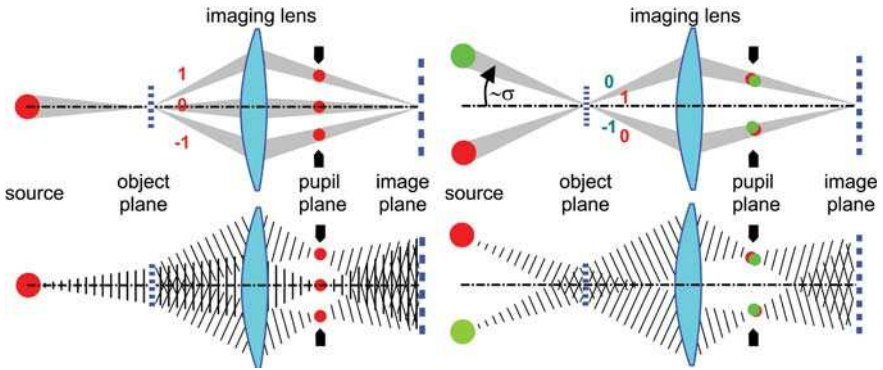 imaging lens
1
0
-1
source
object
plane
pupil
plane
image
plane
imaging lens
~σ
0
1
-1
0
source
object
plane
pupil
plane
image
plane